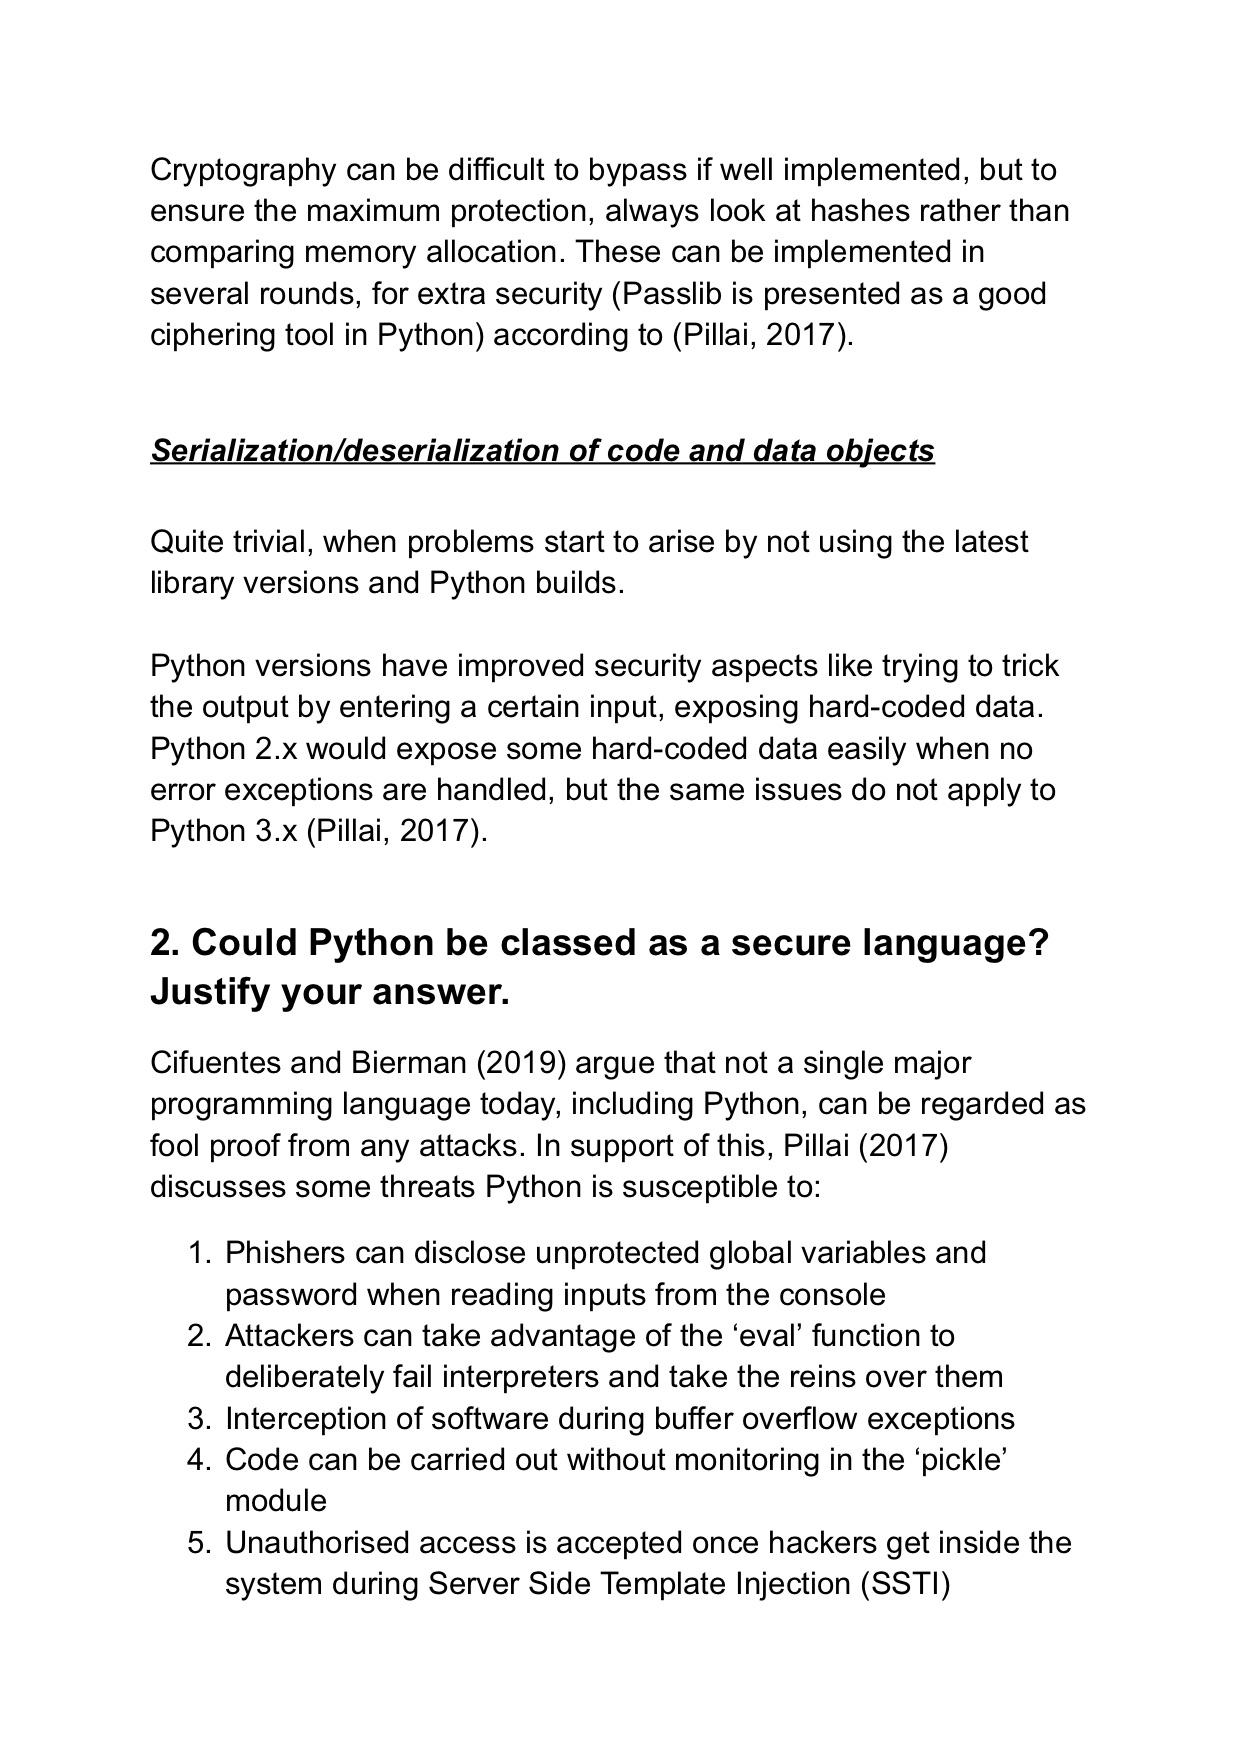 Cryptography can be difficult to bypass if well implemented, but to
ensure the maximum protection, always look at hashes rather than
comparing memory allocation. These can be implemented in
several rounds, for extra security (Passlib is presented as a good
ciphering tool in Python) according to (Pillai, 2017).
Serialization/deserialization of code and data objects
Quite trivial, when problems start to arise by not using the latest
library versions and Python builds.
Python versions have improved security aspects like trying to trick
the output by entering a certain input, exposing hard-coded data.
Python 2.x would expose some hard-coded data easily when no
error exceptions are handled, but the same issues do not apply to
Python 3.x (Pillai, 2017).
2. Could Python be classed as a secure language?
Justify your answer.
Cifuentes and Bierman (2019) argue that not a single major
programming language today, including Python, can be regarded as
fool proof from any attacks. In support of this, Pillai (2017)
discusses some threats Python is susceptible to:
1. Phishers can disclose unprotected global variables and
password when reading inputs from the console
2. Attackers can take advantage of the ‘eval’ function to
deliberately fail interpreters and take the reins over them
3. Interception of software during buffer overflow exceptions
4. Code can be carried out without monitoring in the ‘pickle’
module
5. Unauthorised access is accepted once hackers get inside the
system during Server Side Template Injection (SSTI)